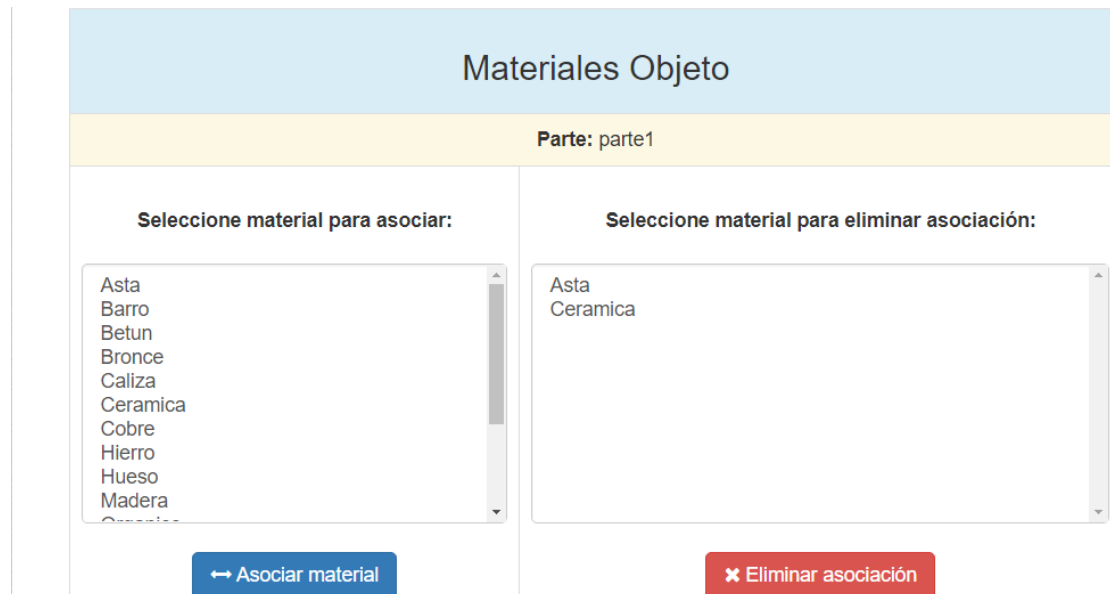 Materiales Objeto
Parte: parte1
Seleccione material para asociar:
Asta
Barro
Betun
Bronce
Caliza
Ceramica
Cobre
Hierro
Hueso
Madera
Asociar material
Seleccione material para eliminar asociación:
Asta
Ceramica
Eliminar asociación